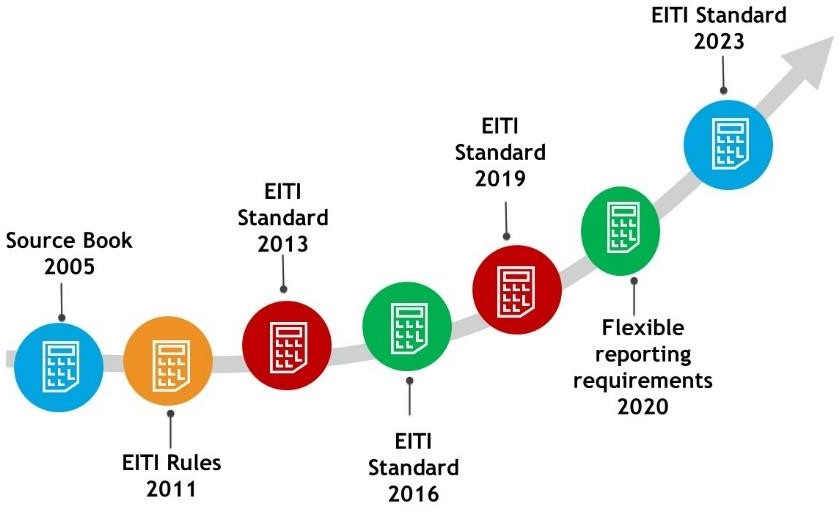 Source Book
2005
EITI Rules
2011
EITI
Standard
2013
EITI
Standard
2016
EITI
Standard
2019
Flexible
reporting
requirements
2020
EITI Standard
2023